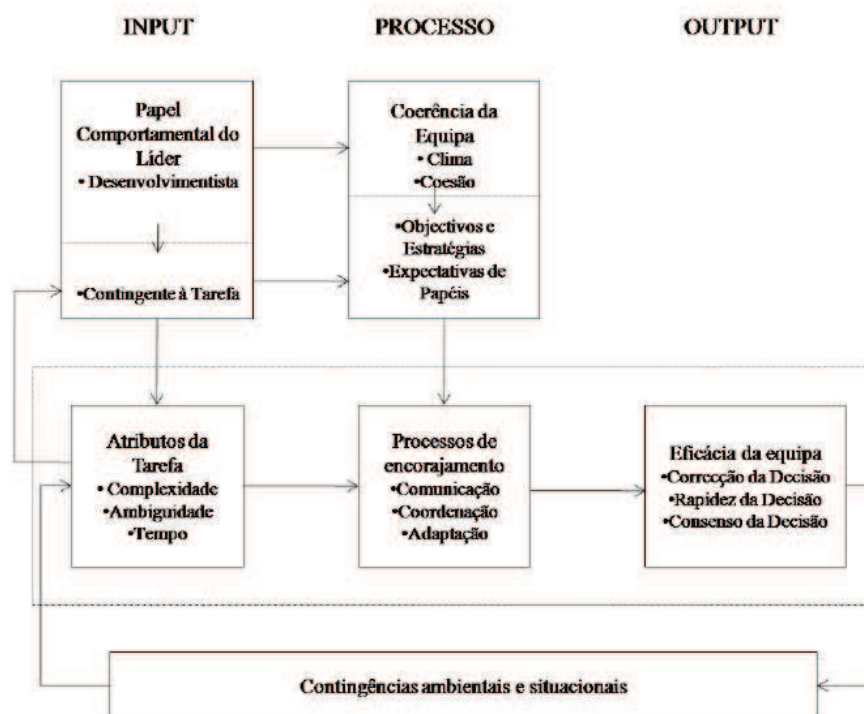 INPUT
PROCESSO
OUTPUT
Papel
Comportamental do
Líder
• Desenvolvimentista
•Contingente à Tarefa
Coerência da
Equipa
• Clima
•Coesão
•Objectivos e
Estratégias
•Expectativas de
Papéis
Atributos da
Tarefa
• Complexidade
•Ambiguidade
•Tempo
Processos de
encorajamento
•Comunicação
•Coordenação
•Adaptação
Eficácia da equipa
•Correcção da Decisão
•Rapidez da Decisão
•Consenso da Decisão
Contingências ambientais e situacionais